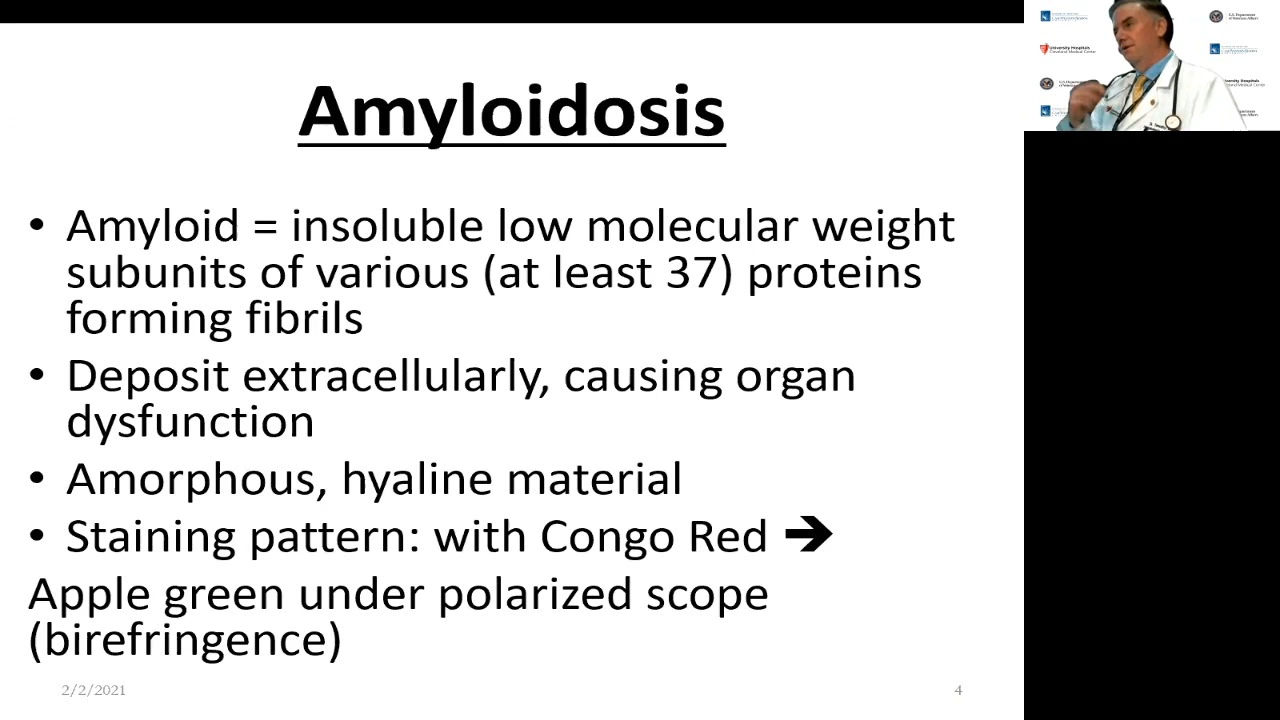 Amyloidosis
• Amyloid = insoluble low molecular weight
subunits of various (at least 37) proteins
forming fibrils
• Deposit extracellularly, causing organ
dysfunction
• Amorphous, hyaline material
• Staining pattern: with Congo Red ➔
Apple green under polarized scope
(birefringence)
2/2/2021
4
University Hospitals